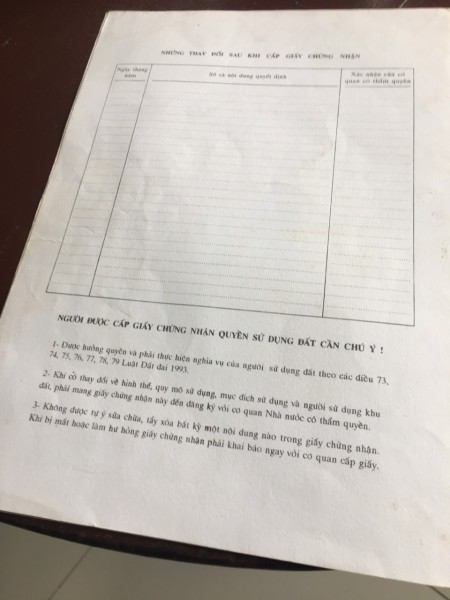 NHỮNG THAY ĐỔI SAU KHI CẤP GIẤY CHỨNG NHẬN
Ngày tháng
năm
Số và nội dung quyết định
Xác nhận của cơ
quan có thẩm quyền
NGƯỜI ĐƯỢC CẤP GIẤY CHỨNG NHẬN QUYỀN SỬ DỤNG ĐẤT CẦN CHÚ Ý !
1- Được hưởng quyền và phải thực hiện nghĩa vụ của người sử dụng đất theo các điều 73,
74, 75, 76, 77, 78, 79 Luật Đất đai 1993.
2- Khi có thay đổi về hình thể, quy mô sử dụng, mục đích sử dụng và người sử dụng khu
đất, phải mang giấy chứng nhận này đến đăng ký với cơ quan Nhà nước có thẩm quyền.
3- Không được tự ý sửa chữa, tẩy xóa bất kỳ một nội dung nào trong giấy chứng nhận.
Khi bị mất hoặc làm hư hỏng giấy chứng nhận phải khai báo ngay với cơ quan cấp giấy.